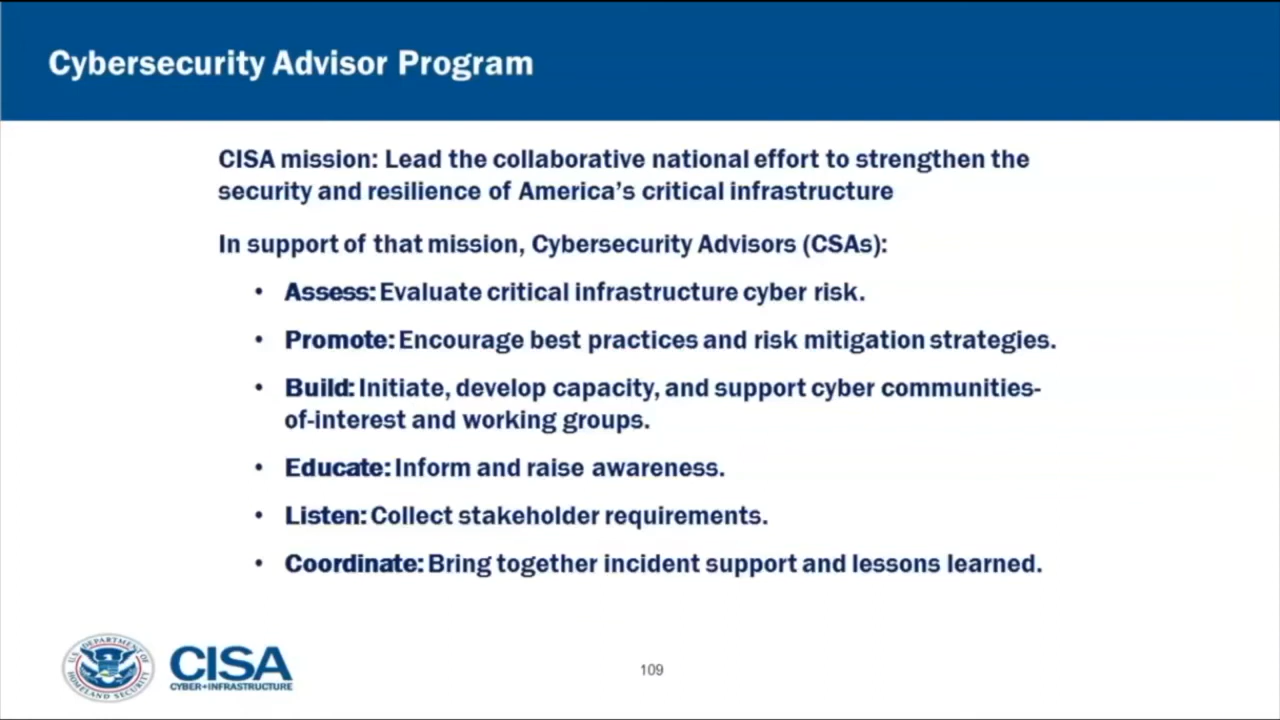 Cybersecurity Advisor Program
CISA mission: Lead the collaborative national effort to strengthen the
security and resilience of America's critical infrastructure
In support of that mission, Cybersecurity Advisors (CSAs):
• Assess: Evaluate critical infrastructure cyber risk.
• Promote: Encourage best practices and risk mitigation strategies.
• Build: Initiate, develop capacity, and support cyber communities-
of-interest and working groups.
• Educate: Inform and raise awareness.
• Listen: Collect stakeholder requirements.
• Coordinate: Bring together incident support and lessons learned.
U.S. DEPARTMENT OF
HOMELAND SECURITY
CISA
CYBER+INFRASTRUCTURE
109